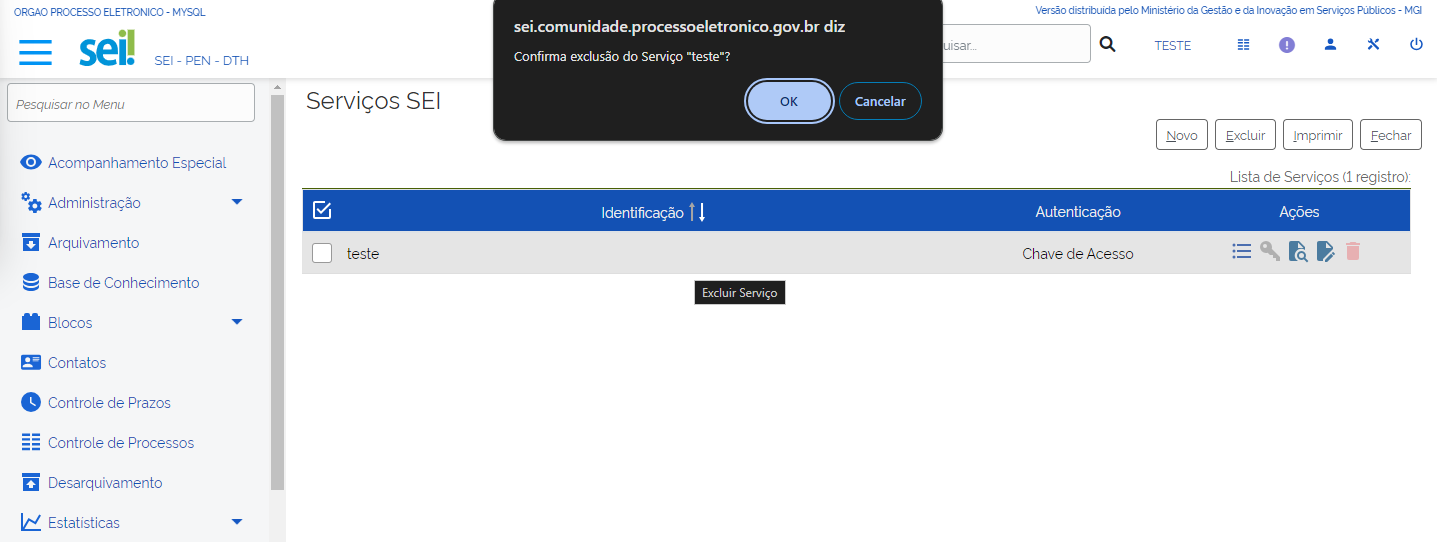 ORGAO PROCESSO ELETRONICO - MYSQL
Versão distribuida pelo Ministério da Gestão e da Inovação em Serviços Públicos - MGI
sei!
SEI - PEN - DTH
sei.comunidade.processoeletronico.gov.br diz
Confirma exclusão do Serviço "teste"?
OK
Cancelar
TESTE
Pesquisar no Menu
Acompanhamento Especial
Administração
Arquivamento
Base de Conhecimento
Blocos
Contatos
Controle de Prazos
Controle de Processos
Desarquivamento
Estatísticas
Serviços SEI
Novo
Excluir
Imprimir
Fechar
Lista de Serviços (1 registro):
Identificação
Autenticação
Ações
teste
Chave de Acesso
Excluir Serviço